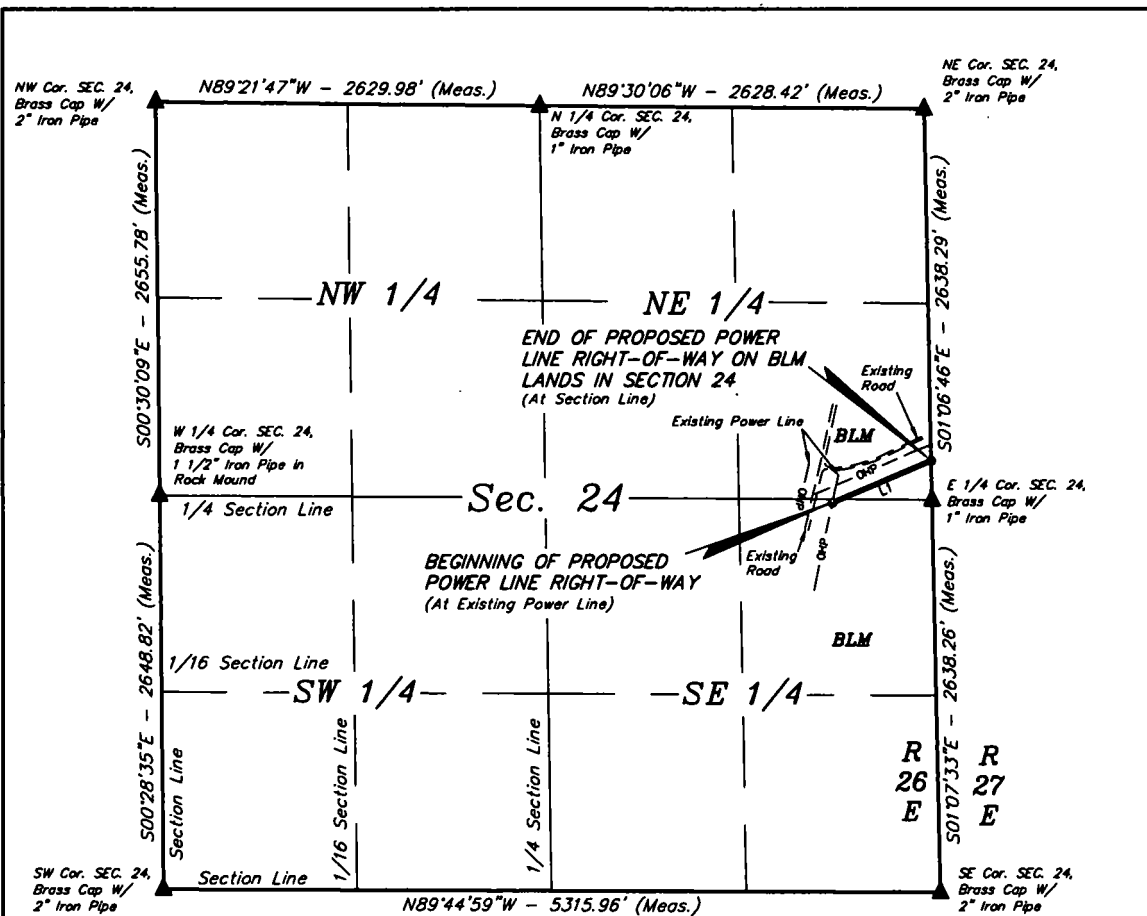 NW Cor. SEC. 24,
Brass Cap W/
2" Iron Pipe
N89°21'47"W - 2629.98' (Meas.)
N89°30'06"W - 2628.42' (Meas.)
NE Cor. SEC. 24,
Brass Cap W/
2" Iron Pipe
N 1/4 Cor. SEC. 24,
Brass Cap W/
1" Iron Pipe
S00°30'09"E - 2655.78' (Meas.)
S01°06'46"E - 2638.29' (Meas.)
NW 1/4
NE 1/4
END OF PROPOSED POWER
LINE RIGHT-OF-WAY ON BLM
LANDS IN SECTION 24
(At Section Line)
Existing
Road
Existing Power Line
BLM
OHP
OHP
L1
W 1/4 Cor. SEC. 24,
Brass Cap W/
1 1/2" Iron Pipe in
Rock Mound
1/4 Section Line
Sec. 24
E 1/4 Cor. SEC. 24,
Brass Cap W/
1" Iron Pipe
BEGINNING OF PROPOSED
POWER LINE RIGHT-OF-WAY
(At Existing Power Line)
Existing
Road
OHP
BLM
S00°28'35"E - 2648.82' (Meas.)
S01°07'33"E - 2638.26' (Meas.)
1/16 Section Line
SW 1/4
SE 1/4
Section Line
1/16 Section Line
1/4 Section Line
R R
26 27
E E
SW Cor. SEC. 24,
Brass Cap W/
2" Iron Pipe
Section Line
N89°44'59"W - 5315.96' (Meas.)
SE Cor. SEC. 24,
Brass Cap W/
2" Iron Pipe